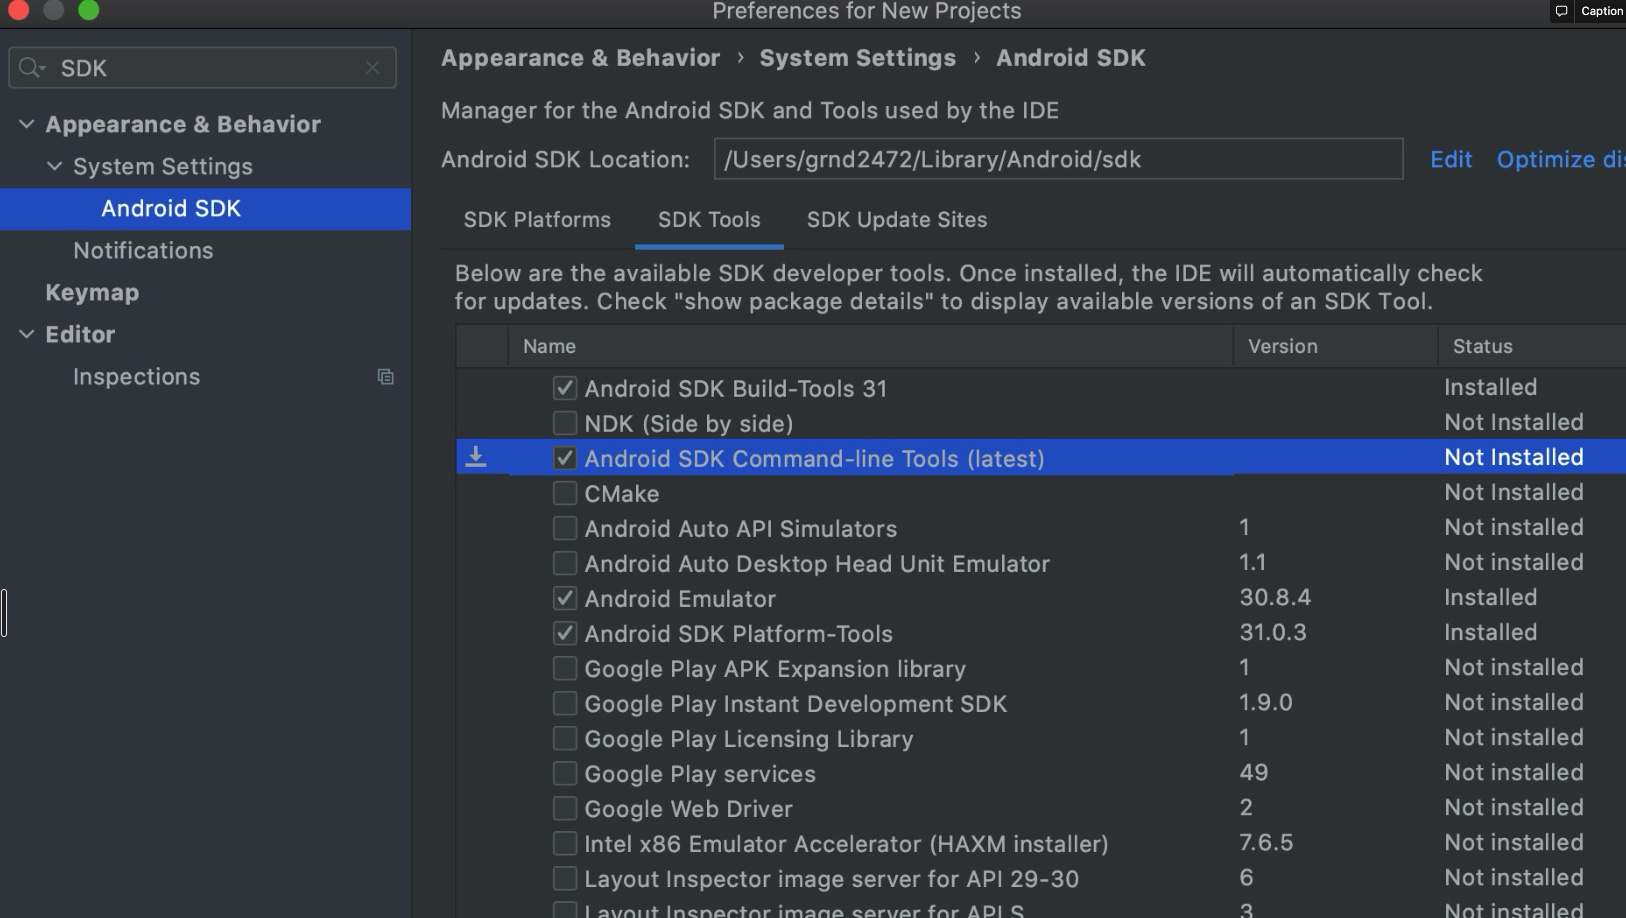 Preferences for New Projects
Caption
SDK
Appearance & Behavior
System Settings
Android SDK
Notifications
Keymap
Editor
Inspections
Appearance & Behavior › System Settings › Android SDK
Manager for the Android SDK and Tools used by the IDE
Android SDK Location: /Users/grnd2472/Library/Android/sdk Edit Optimize
SDK Platforms SDK Tools SDK Update Sites
Below are the available SDK developer tools. Once installed, the IDE will automatically check
for updates. Check "show package details" to display available versions of an SDK Tool.
Name Version Status
Android SDK Build-Tools 31 Installed
NDK (Side by side) Not Installed
Android SDK Command-line Tools (latest) Not Installed
CMake Not Installed
Android Auto API Simulators 1 Not installed
Android Auto Desktop Head Unit Emulator 1.1 Not installed
Android Emulator 30.8.4 Installed
Android SDK Platform-Tools 31.0.3 Installed
Google Play APK Expansion library 1 Not installed
Google Play Instant Development SDK 1.9.0 Not installed
Google Play Licensing Library 1 Not installed
Google Play services 49 Not installed
Google Web Driver 2 Not installed
Intel x86 Emulator Accelerator (HAXM installer) 7.6.5 Not installed
Layout Inspector image server for API 29-30 6 Not installed
Layout Inspector image server for API S 3 Not installed